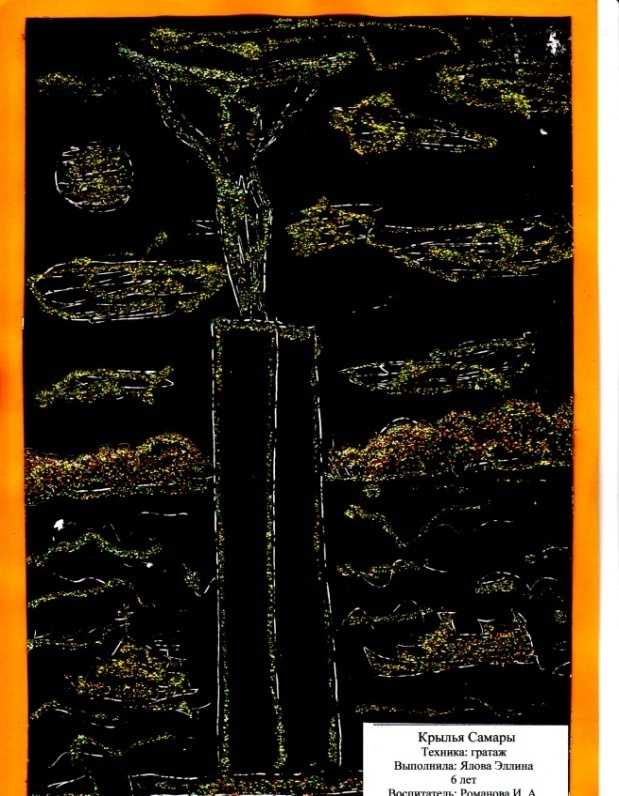 Крылья Самары
Техника: гратаж
Выполнила: Ялова Эллина
6 лет
Воспитатель: Романова И. А